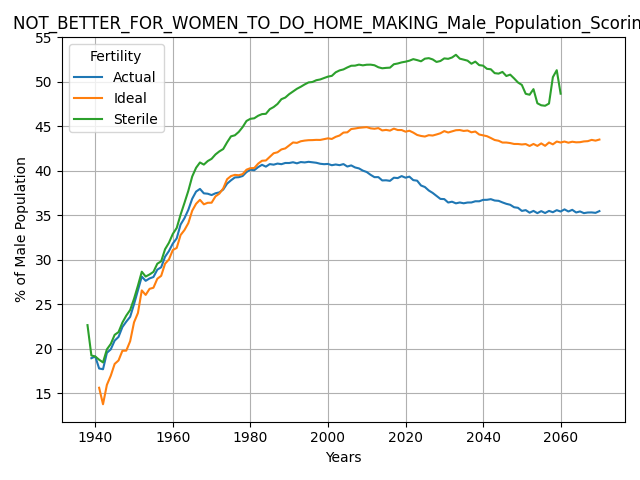 NOT_BETTER_FOR_WOMEN_TO_DO_HOME_MAKING_Male_Population_Scorin
55
50
45
40
35
30
25
20
15
% of Male Population
Fertility
Actual
Ideal
Sterile
1940 1960 1980 2000 2020 2040 2060
Years